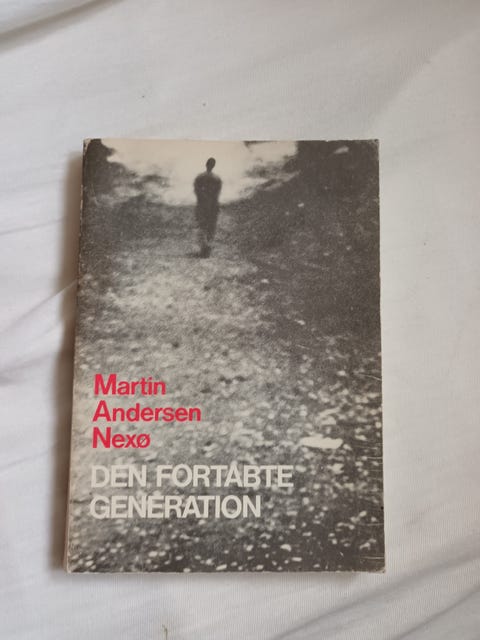 Martin
Andersen
Nexø
DEN FORTABTE
GENERATION